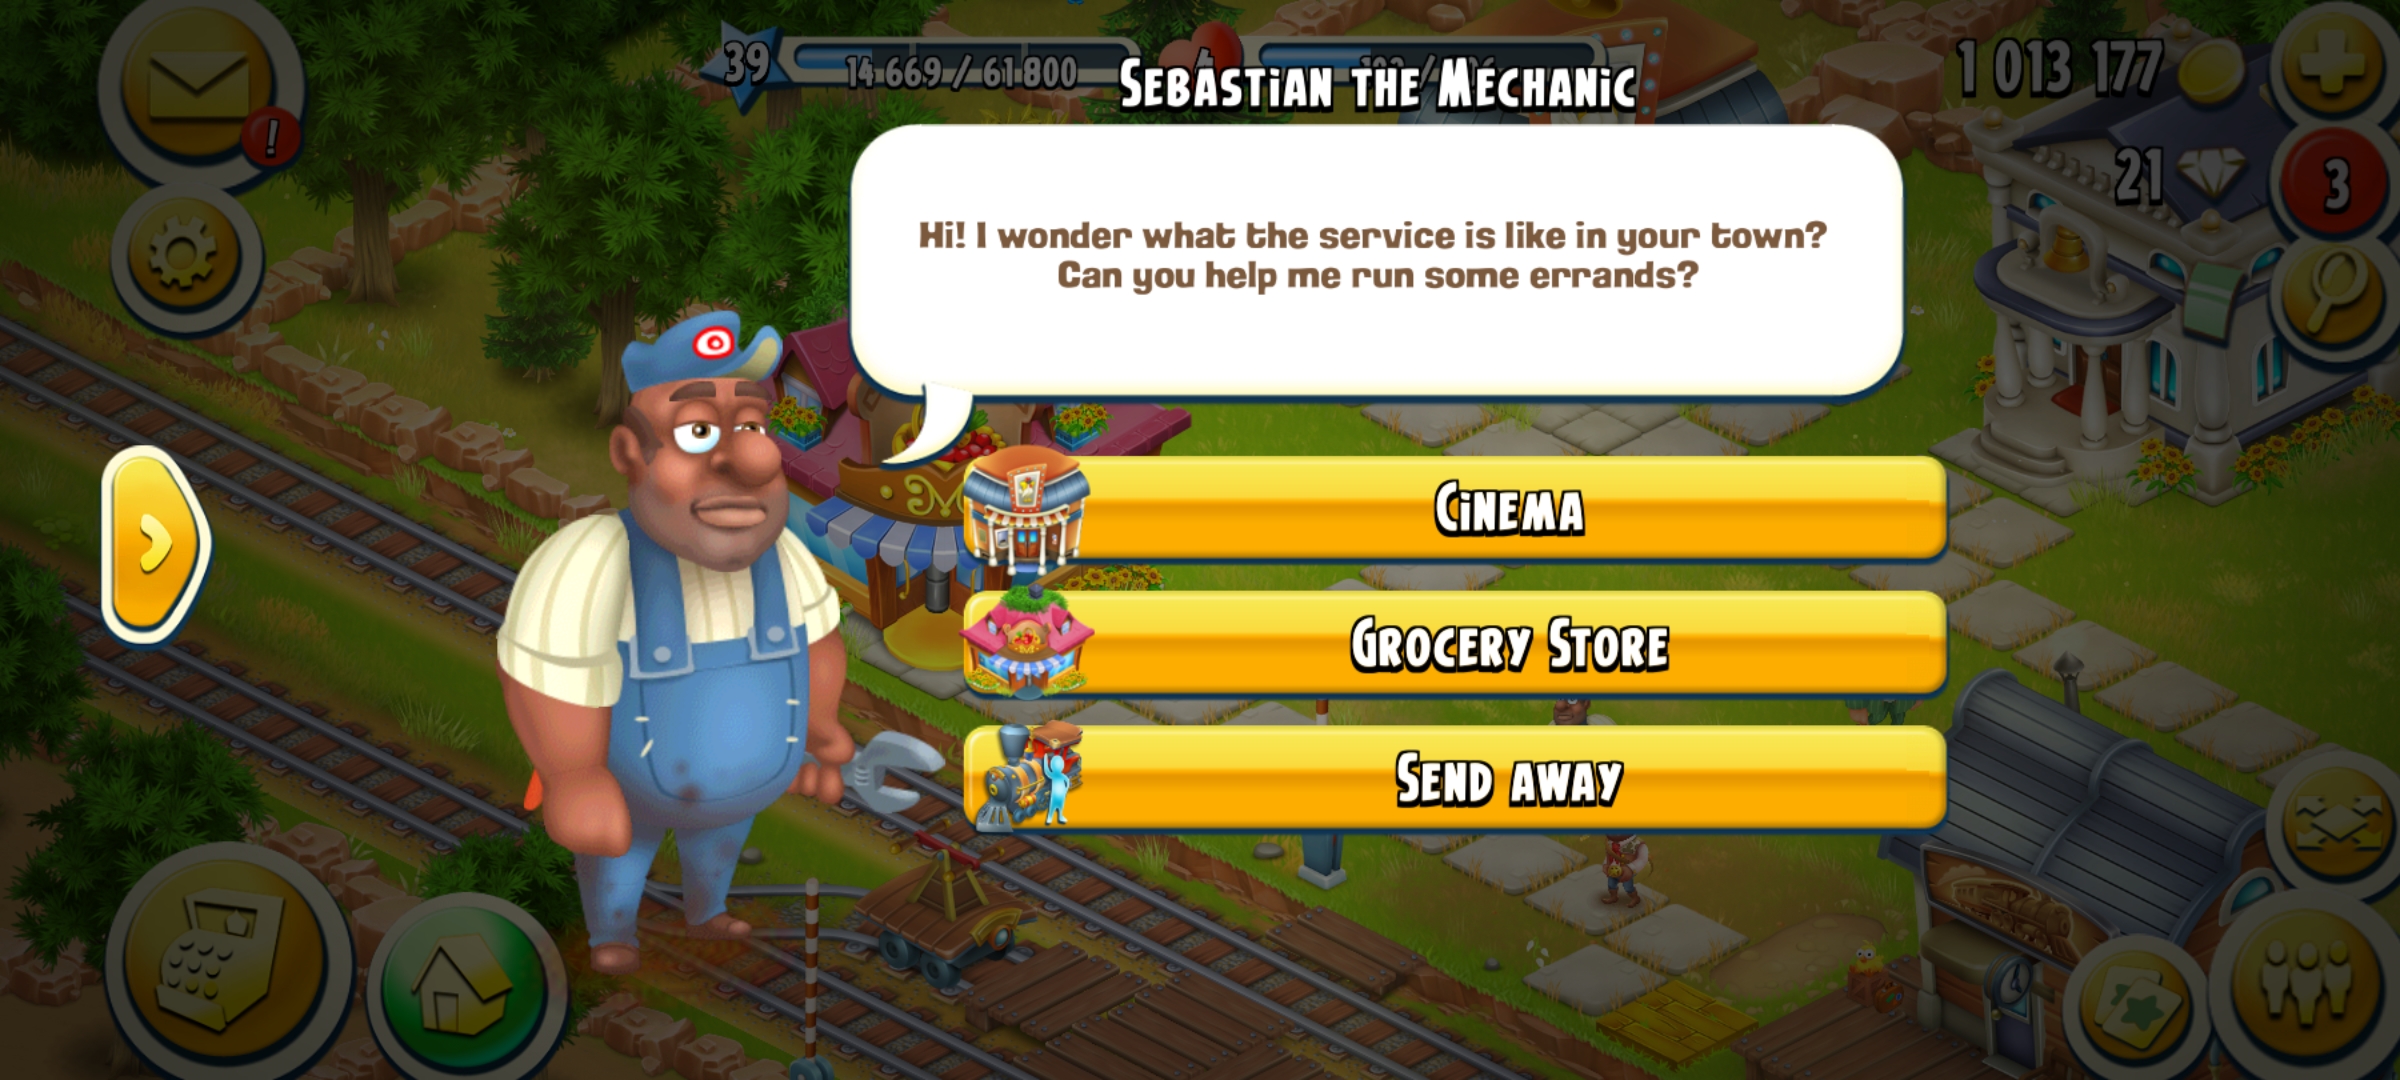 39
14 669 / 61 800
4
1 013 177
SEBASTIAN THE MECHANIC
!
21
3
Hi! I wonder what the service is like in your town?
Can you help me run some errands?
CINEMA
GROCERY STORE
SEND AWAY